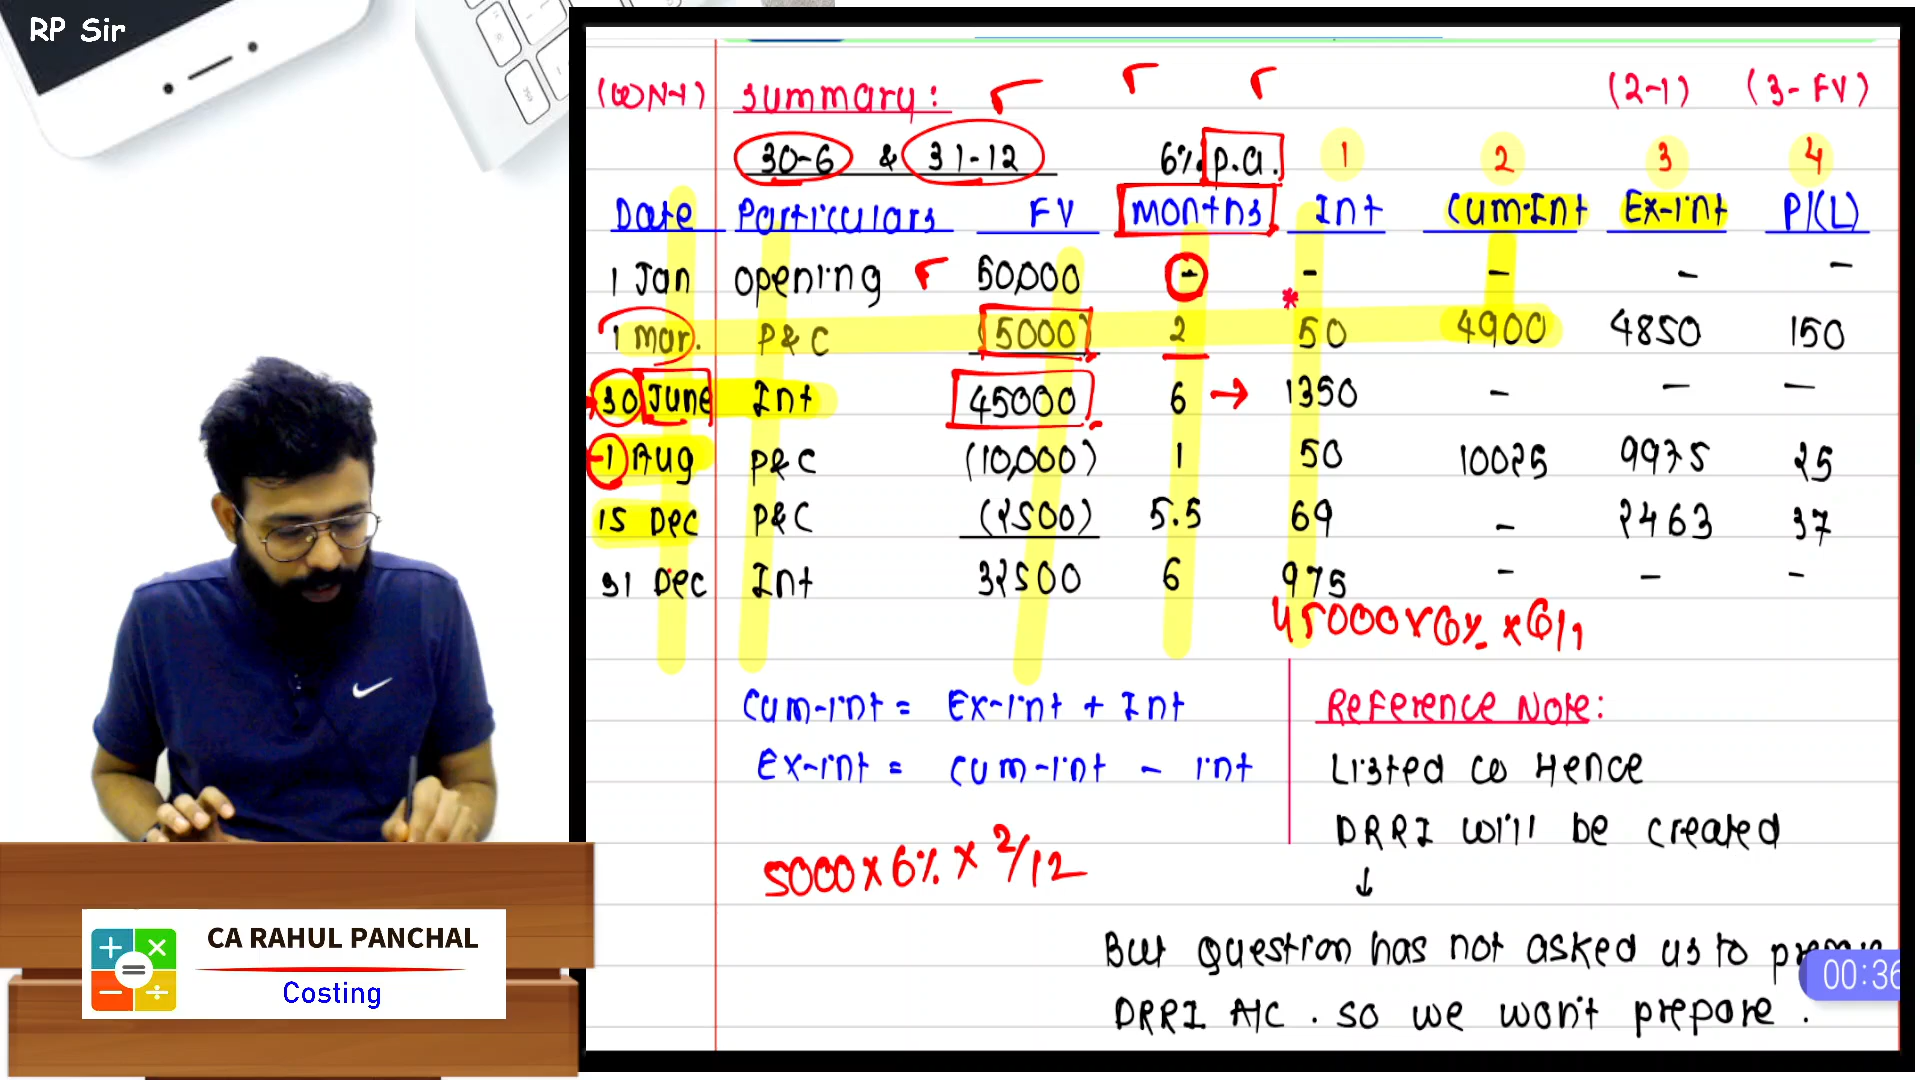 RP Sir
(WN-1) Summary: (2-1) (3-FV)
30-6 & 31-12 6% p.a. 1 2 3 4
Date Particulars FV Months Int Cum-Int Ex-Int P/(L)
1 Jan opening 50,000 - - - - -
1 Mar. P&C (5000) 2 * 50 4900 4850 150
30 June Int 45000 6 → 1350 - - -
1 Aug P&C (10,000) 1 50 10025 9975 25
15 Dec P&C (2500) 5.5 69 - 2463 37
31 Dec Int 32500 6 975 - - -
45000×6%×6/1
Cum-int = Ex-int + Int
Ex-int = Cum-int - int
5000×6%×2/12
Reference Note:
Listed co Hence
DRRI will be created
↓
But Question has not asked us to
DRRI A/C. so we won't prepare.
00:36
CA RAHUL PANCHAL
Costing